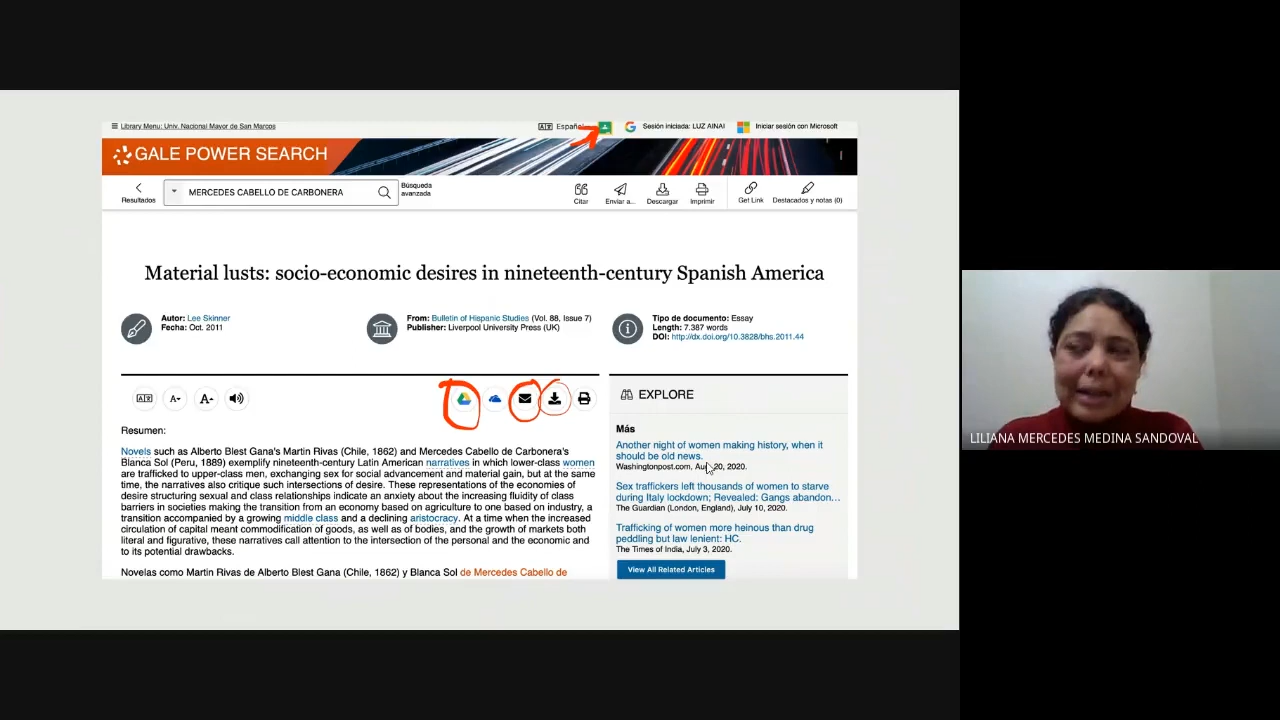 Library Menu: Univ. Nacional Mayor de San Marcos
Español
Sesión iniciada: LUZ AINAI
Iniciar sesión con Microsoft
GALE POWER SEARCH
Resultados
MERCEDES CABELLO DE CARBONERA
Búsqueda
avanzada
Citar
Enviar a...
Descargar
Imprimir
Get Link
Destacados y notas (0)
Material lusts: socio-economic desires in nineteenth-century Spanish America
Autor: Lee Skinner
Fecha: Oct. 2011
From: Bulletin of Hispanic Studies (Vol. 88, Issue 7)
Publisher: Liverpool University Press (UK)
Tipo de documento: Essay
Length: 7.387 words
DOI: http://dx.doi.org/10.3828/bhs.2011.44
A- A+
Resumen:
Novels such as Alberto Blest Gana's Martin Rivas (Chile, 1862) and Mercedes Cabello de Carbonera's
Blanca Sol (Peru, 1889) exemplify nineteenth-century Latin American narratives in which lower-class women
are trafficked to upper-class men, exchanging sex for social advancement and material gain, but at the same
time, the narratives also critique such intersections of desire. These representations of the economies of
desire structuring sexual and class relationships indicate an anxiety about the increasing fluidity of class
barriers in societies making the transition from an economy based on agriculture to one based on industry, a
transition accompanied by a growing middle class and a declining aristocracy. At a time when the increased
circulation of capital meant commodification of goods, as well as of bodies, and the growth of markets both
literal and figurative, these narratives call attention to the intersection of the personal and the economic and
to its potential drawbacks.
Novelas como Martin Rivas de Alberto Blest Gana (Chile, 1862) y Blanca Sol de Mercedes Cabello de
EXPLORE
Más
Another night of women making history, when it
should be old news.
Washingtonpost.com, Aug 20, 2020.
Sex traffickers left thousands of women to starve
during Italy lockdown; Revealed: Gangs abandon...
The Guardian (London, England), July 10, 2020.
Trafficking of women more heinous than drug
peddling but law lenient: HC.
The Times of India, July 3, 2020.
View All Related Articles
LILIANA MERCEDES MEDINA SANDOVAL